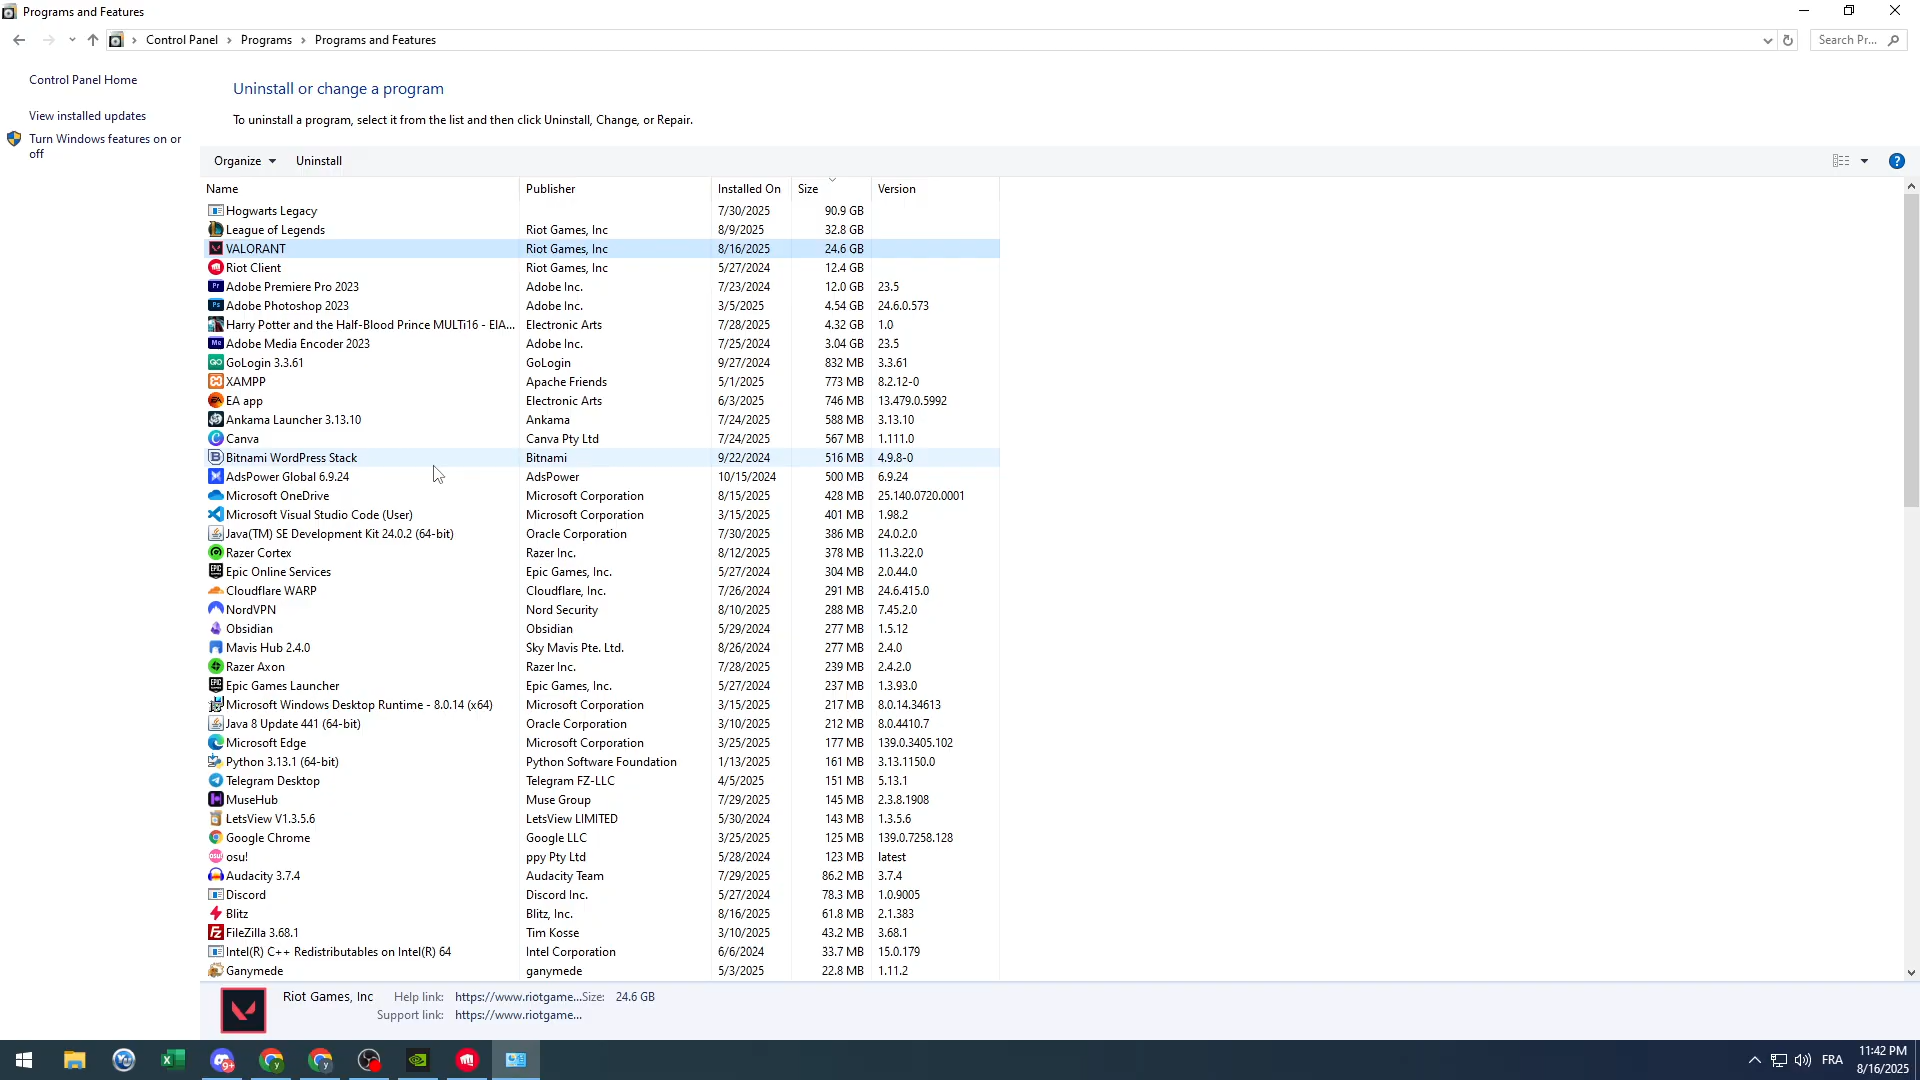 Programs and Features
Control Panel > Programs > Programs and Features
Search Pr...
Control Panel Home
View installed updates
Turn Windows features on or
off
Uninstall or change a program
To uninstall a program, select it from the list and then click Uninstall, Change, or Repair.
Organize Uninstall
Name Publisher Installed On Size Version
Hogwarts Legacy 7/30/2025 90.9 GB
League of Legends Riot Games, Inc 8/9/2025 32.8 GB
VALORANT Riot Games, Inc 8/16/2025 24.6 GB
Riot Client Riot Games, Inc 5/27/2024 12.4 GB
Adobe Premiere Pro 2023 Adobe Inc. 7/23/2024 12.0 GB 23.5
Adobe Photoshop 2023 Adobe Inc. 3/5/2025 4.54 GB 24.6.0.573
Harry Potter and the Half-Blood Prince MULTi16 - EIA... Electronic Arts 7/28/2025 4.32 GB 1.0
Adobe Media Encoder 2023 Adobe Inc. 7/25/2024 3.04 GB 23.5
GoLogin 3.3.61 GoLogin 9/27/2024 832 MB 3.3.61
XAMPP Apache Friends 5/1/2025 773 MB 8.2.12-0
EA app Electronic Arts 6/3/2025 746 MB 13.479.0.5992
Ankama Launcher 3.13.10 Ankama 7/24/2025 588 MB 3.13.10
Canva Canva Pty Ltd 7/24/2025 567 MB 1.111.0
Bitnami WordPress Stack Bitnami 9/22/2024 516 MB 4.9.8-0
AdsPower Global 6.9.24 AdsPower 10/15/2024 500 MB 6.9.24
Microsoft OneDrive Microsoft Corporation 8/15/2025 428 MB 25.140.0720.0001
Microsoft Visual Studio Code (User) Microsoft Corporation 3/15/2025 401 MB 1.98.2
Java(TM) SE Development Kit 24.0.2 (64-bit) Oracle Corporation 7/30/2025 386 MB 24.0.2.0
Razer Cortex Razer Inc. 8/12/2025 378 MB 11.3.22.0
Epic Online Services Epic Games, Inc. 5/27/2024 304 MB 2.0.44.0
Cloudflare WARP Cloudflare, Inc. 7/26/2024 291 MB 24.6.415.0
NordVPN Nord Security 8/10/2025 288 MB 7.45.2.0
Obsidian Obsidian 5/29/2024 277 MB 1.5.12
Mavis Hub 2.4.0 Sky Mavis Pte. Ltd. 8/26/2024 277 MB 2.4.0
Razer Axon Razer Inc. 7/28/2025 239 MB 2.4.2.0
Epic Games Launcher Epic Games, Inc. 5/27/2024 237 MB 1.3.93.0
Microsoft Windows Desktop Runtime - 8.0.14 (x64) Microsoft Corporation 3/15/2025 217 MB 8.0.14.34613
Java 8 Update 441 (64-bit) Oracle Corporation 3/10/2025 212 MB 8.0.4410.7
Microsoft Edge Microsoft Corporation 3/25/2025 177 MB 139.0.3405.102
Python 3.13.1 (64-bit) Python Software Foundation 1/13/2025 161 MB 3.13.1150.0
Telegram Desktop Telegram FZ-LLC 4/5/2025 151 MB 5.13.1
MuseHub Muse Group 7/29/2025 145 MB 2.3.8.1908
LetsView V1.3.5.6 LetsView LIMITED 5/30/2024 143 MB 1.3.5.6
Google Chrome Google LLC 3/25/2025 125 MB 139.0.7258.128
osu! ppy Pty Ltd 5/28/2024 123 MB latest
Audacity 3.7.4 Audacity Team 7/29/2025 86.2 MB 3.7.4
Discord Discord Inc. 5/27/2024 78.3 MB 1.0.9005
Blitz Blitz, Inc. 8/16/2025 61.8 MB 2.1.383
FileZilla 3.68.1 Tim Kosse 3/10/2025 43.2 MB 3.68.1
Intel(R) C++ Redistributables on Intel(R) 64 Intel Corporation 6/6/2024 33.7 MB 15.0.179
Ganymede ganymede 5/3/2025 22.8 MB 1.11.2
Riot Games, Inc Help link: https://www.riotgame... Size: 24.6 GB
Support link: https://www.riotgame...
FRA
11:42 PM
8/16/2025